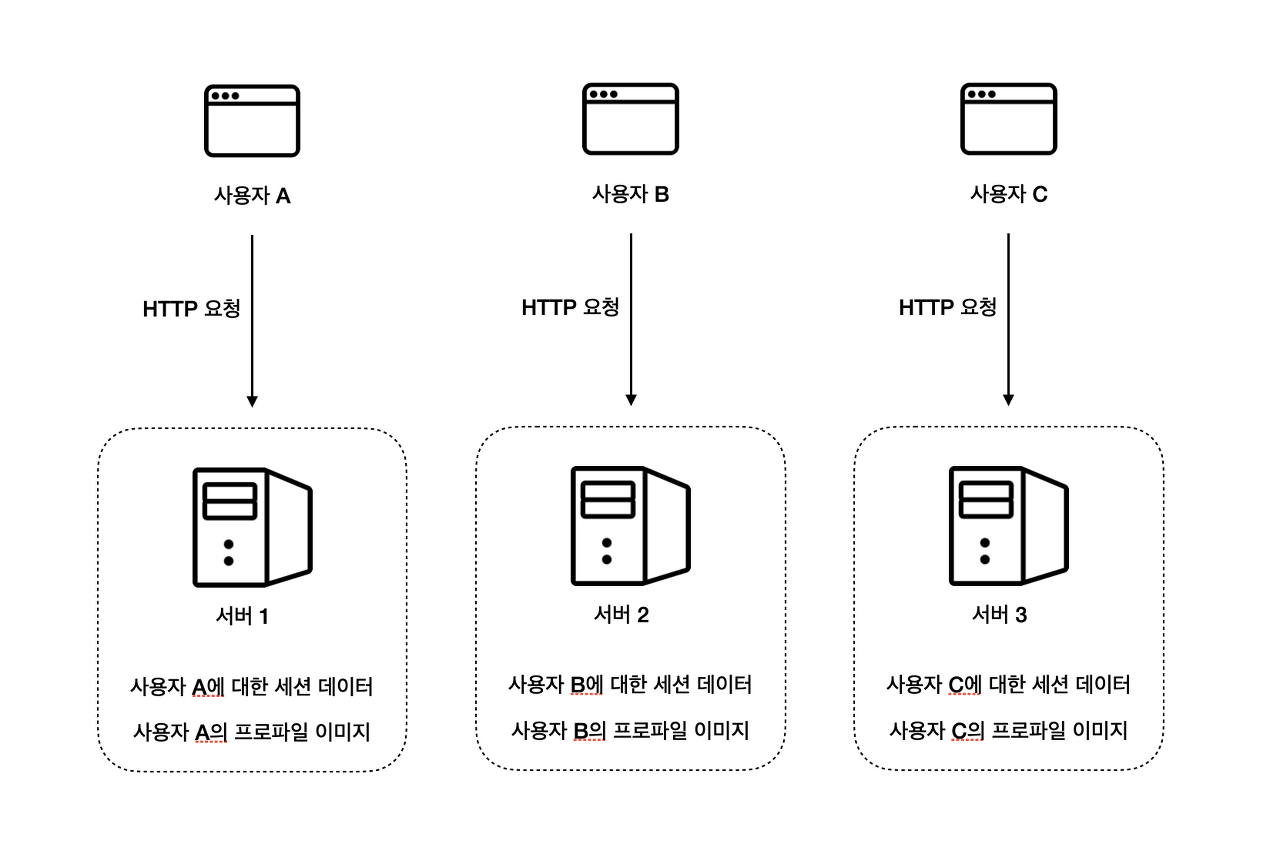 사용자 A
사용자 B
사용자 C
HTTP 요청
HTTP 요청
HTTP 요청
서버 1
서버 2
서버 3
사용자 A에 대한 세션 데이터
사용자 A의 프로파일 이미지
사용자 B에 대한 세션 데이터
사용자 B의 프로파일 이미지
사용자 C에 대한 세션 데이터
사용자 C의 프로파일 이미지